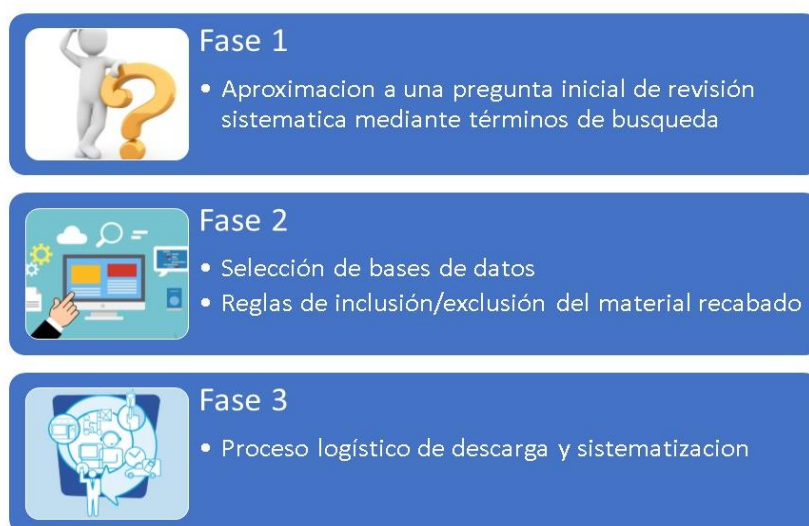 Fase 1
• Aproximacion a una pregunta inicial de revisión
sistematica mediante términos de busqueda
Fase 2
• Selección de bases de datos
• Reglas de inclusión/exclusión del material recabado
Fase 3
• Proceso logístico de descarga y sistematizacion